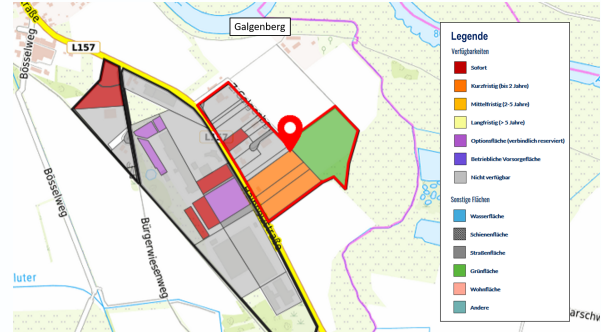 Galgenberg
L157
Bösselweg
Bösselweg
Bürgerwiesenweg
luter
Legende
Verfügbarkeiten
Sofort
Kurzfristig (bis 2 Jahre)
Mittelfristig (2-5 Jahre)
Langfristig (> 5 Jahre)
Optionsfläche (verbindlich reserviert)
Betriebliche Vorsorgefläche
Nicht verfügbar
Sonstige Flächen
Wasserfläche
Schienenfläche
Straßenfläche
Grünfläche
Wohnfläche
Andere